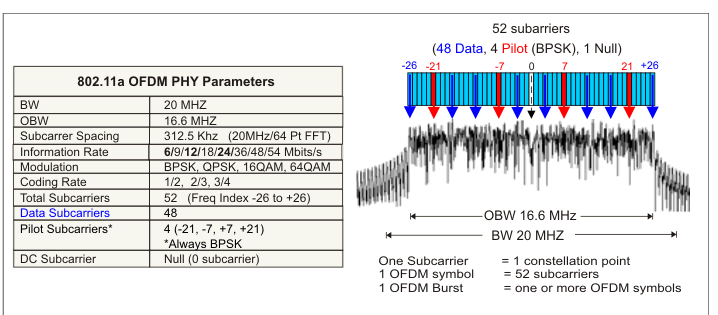 802.11a OFDM PHY Parameters
BW 20 MHZ
OBW 16.6 MHZ
Subcarrer Spacing 312.5 Khz (20MHz/64 Pt FFT)
Information Rate 6/9/12/18/24/36/48/54 Mbits/s
Modulation BPSK, QPSK, 16QAM, 64QAM
Coding Rate 1/2, 2/3, 3/4
Total Subcarriers 52 (Freq Index -26 to +26)
Data Subcarriers 48
Pilot Subcarriers* 4 (-21, -7, +7, +21)
*Always BPSK
DC Subcarrier Null (0 subcarrier)
52 subarriers
(48 Data, 4 Pilot (BPSK), 1 Null)
-26 -21 -7 0 7 21 +26
OBW 16.6 MHz
BW 20 MHZ
One Subcarrier = 1 constellation point
1 OFDM symbol = 52 subcarriers
1 OFDM Burst = one or more OFDM symbols